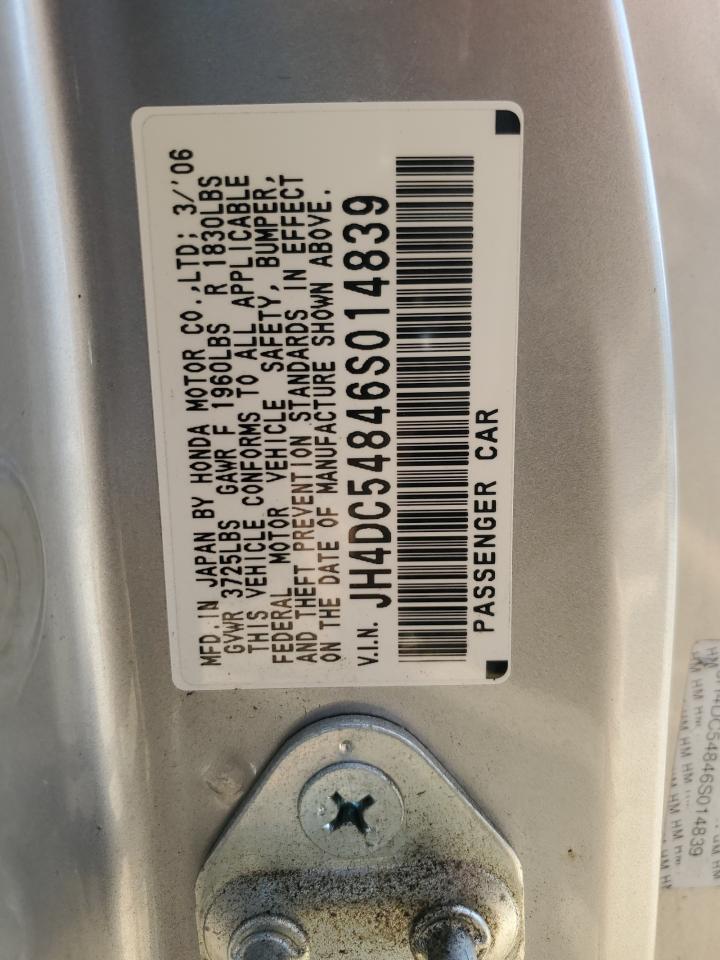 MFD.IN JAPAN BY HONDA MOTOR CO.,LTD; 3/'06
GVWR 3725LBS GAWR F 1960LBS R 1830LBS
THIS VEHICLE CONFORMS TO ALL APPLICABLE
FEDERAL MOTOR VEHICLE SAFETY, BUMPER,
AND THEFT PREVENTION STANDARDS IN EFFECT
ON THE DATE OF MANUFACTURE SHOWN ABOVE.
V.I.N. JH4DC54846S014839
PASSENGER CAR
JH4DC54846S014839